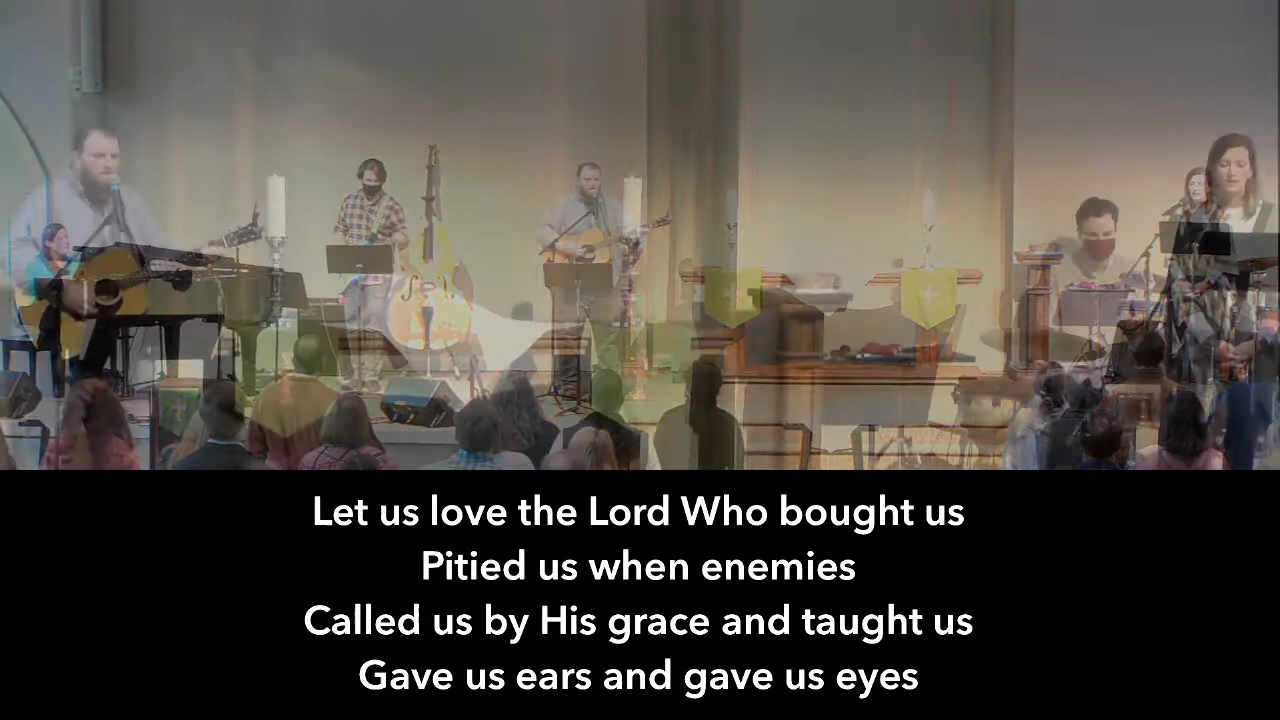 Let us love the Lord Who bought us
Pitied us when enemies
Called us by His grace and taught us
Gave us ears and gave us eyes